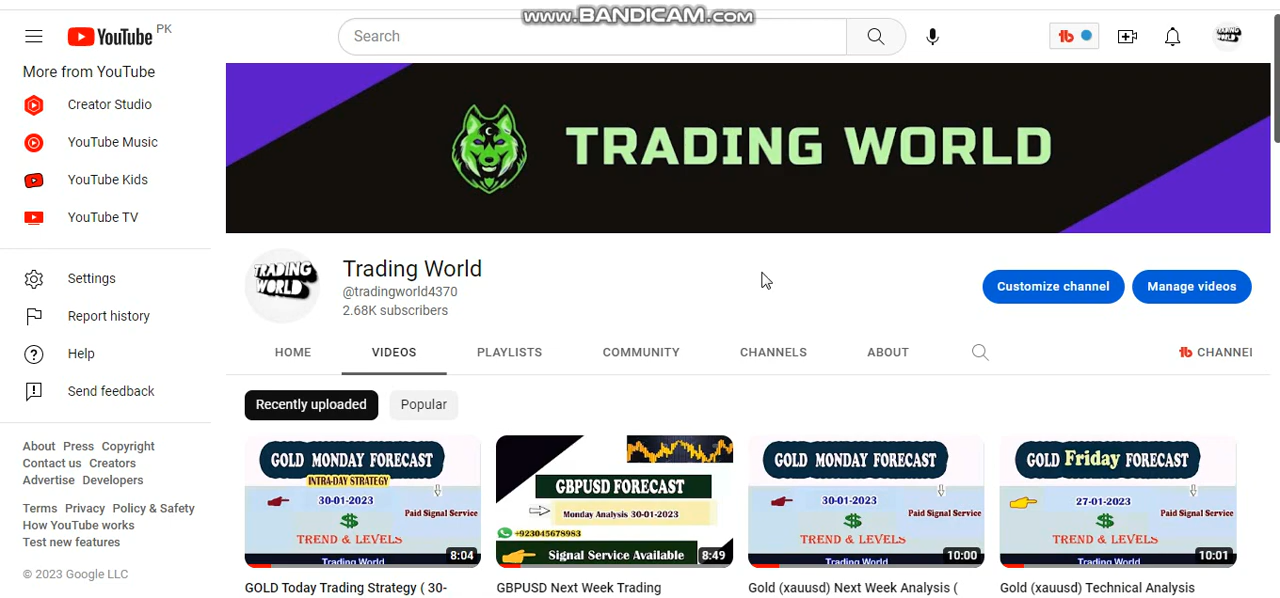 www.BANDICAM.com
YouTube PK
Search
TRADING WORLD
More from YouTube
Creator Studio
YouTube Music
YouTube Kids
YouTube TV
Settings
Report history
Help
Send feedback
About Press Copyright
Contact us Creators
Advertise Developers
Terms Privacy Policy & Safety
How YouTube works
Test new features
© 2023 Google LLC
TRADING
WORLD
Trading World
@tradingworld4370
2.68K subscribers
Customize channel
Manage videos
HOME VIDEOS PLAYLISTS COMMUNITY CHANNELS ABOUT
CHANNEl
Recently uploaded
Popular
GOLD MONDAY FORECAST
INTRA-DAY STRATEGY
30-01-2023
Paid Signal Service
TREND & LEVELS
Trading World
8:04
GOLD Today Trading Strategy ( 30-
GBPUSD FORECAST
Monday Analysis 30-01-2023
+923045678983
Signal Service Available
8:49
GBPUSD Next Week Trading
GOLD MONDAY FORECAST
30-01-2023
Paid Signal Service
TREND & LEVELS
Trading World
10:00
Gold (xauusd) Next Week Analysis (
GOLD Friday FORECAST
27-01-2023
Paid Signal Service
TREND & LEVELS
Trading World
10:01
Gold (xauusd) Technical Analysis